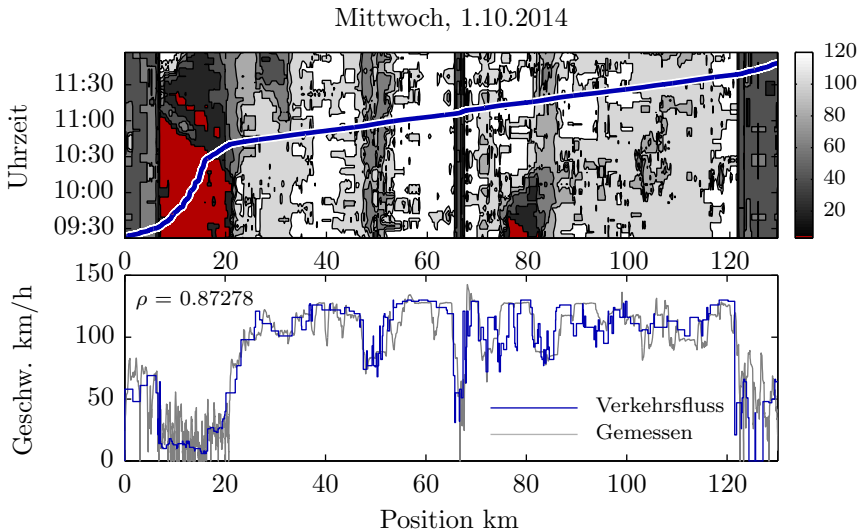 Mittwoch, 1.10.2014
Uhrzeit
11:30
11:00
10:30
10:00
09:30
0 20 40 60 80 100 120
120
100
80
60
40
20
Geschw. km/h
150
100
50
0
ρ = 0.87278
Verkehrsfluss
Gemessen
0 20 40 60 80 100 120
Position km